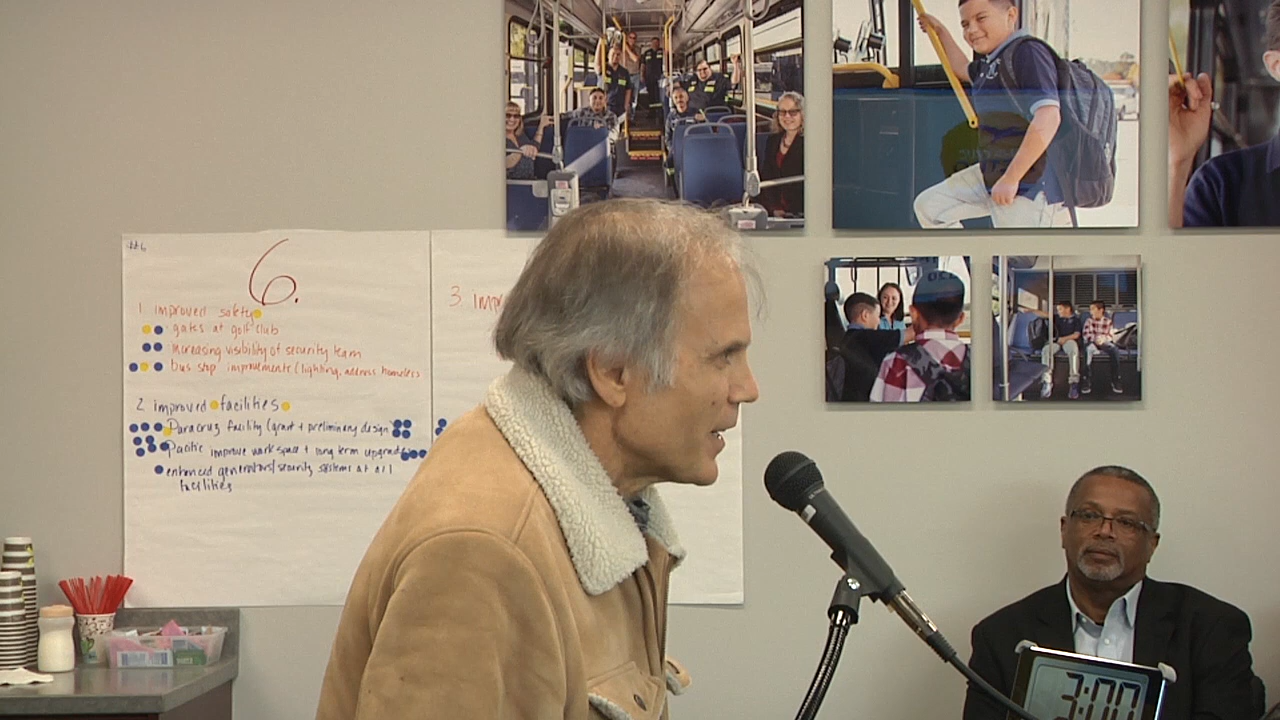 #6
6.
1 improved safety
gates at golf club
increasing visibility of security team
bus stop improvements (lighting, address homeless
2 improved facilities
Paracruz facility (grant + preliminary design
Pacific improve work space + long term upgrades
enhanced generators/security systems at all
facilities
3 impr
3:00